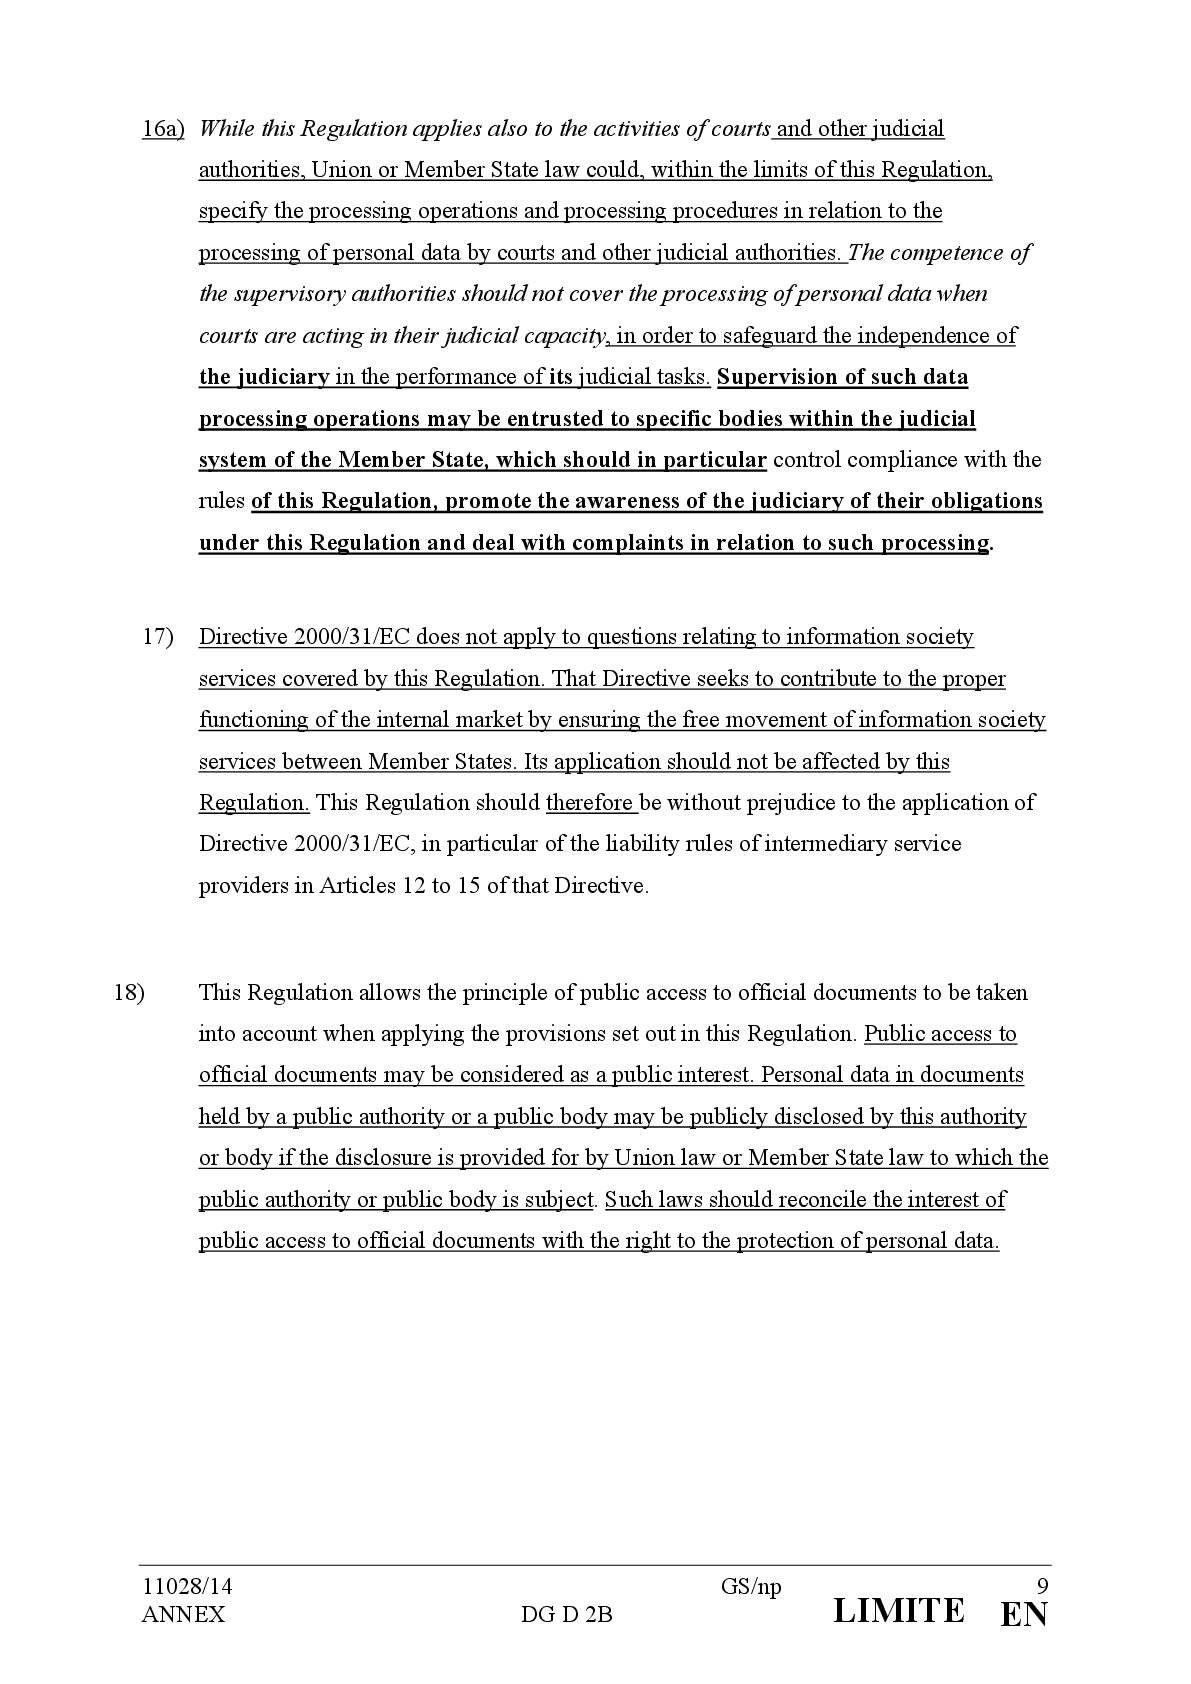 16a) While this Regulation applies also to the activities of courts and other judicial
authorities, Union or Member State law could, within the limits of this Regulation,
specify the processing operations and processing procedures in relation to the
processing of personal data by courts and other judicial authorities. The competence of
the supervisory authorities should not cover the processing of personal data when
courts are acting in their judicial capacity, in order to safeguard the independence of
the judiciary in the performance of its judicial tasks. Supervision of such data
processing operations may be entrusted to specific bodies within the judicial
system of the Member State, which should in particular control compliance with the
rules of this Regulation, promote the awareness of the judiciary of their obligations
under this Regulation and deal with complaints in relation to such processing.
17) Directive 2000/31/EC does not apply to questions relating to information society
services covered by this Regulation. That Directive seeks to contribute to the proper
functioning of the internal market by ensuring the free movement of information society
services between Member States. Its application should not be affected by this
Regulation. This Regulation should therefore be without prejudice to the application of
Directive 2000/31/EC, in particular of the liability rules of intermediary service
providers in Articles 12 to 15 of that Directive.
18) This Regulation allows the principle of public access to official documents to be taken
into account when applying the provisions set out in this Regulation. Public access to
official documents may be considered as a public interest. Personal data in documents
held by a public authority or a public body may be publicly disclosed by this authority
or body if the disclosure is provided for by Union law or Member State law to which the
public authority or public body is subject. Such laws should reconcile the interest of
public access to official documents with the right to the protection of personal data.
11028/14 GS/np 9
ANNEX DG D 2B LIMITE EN